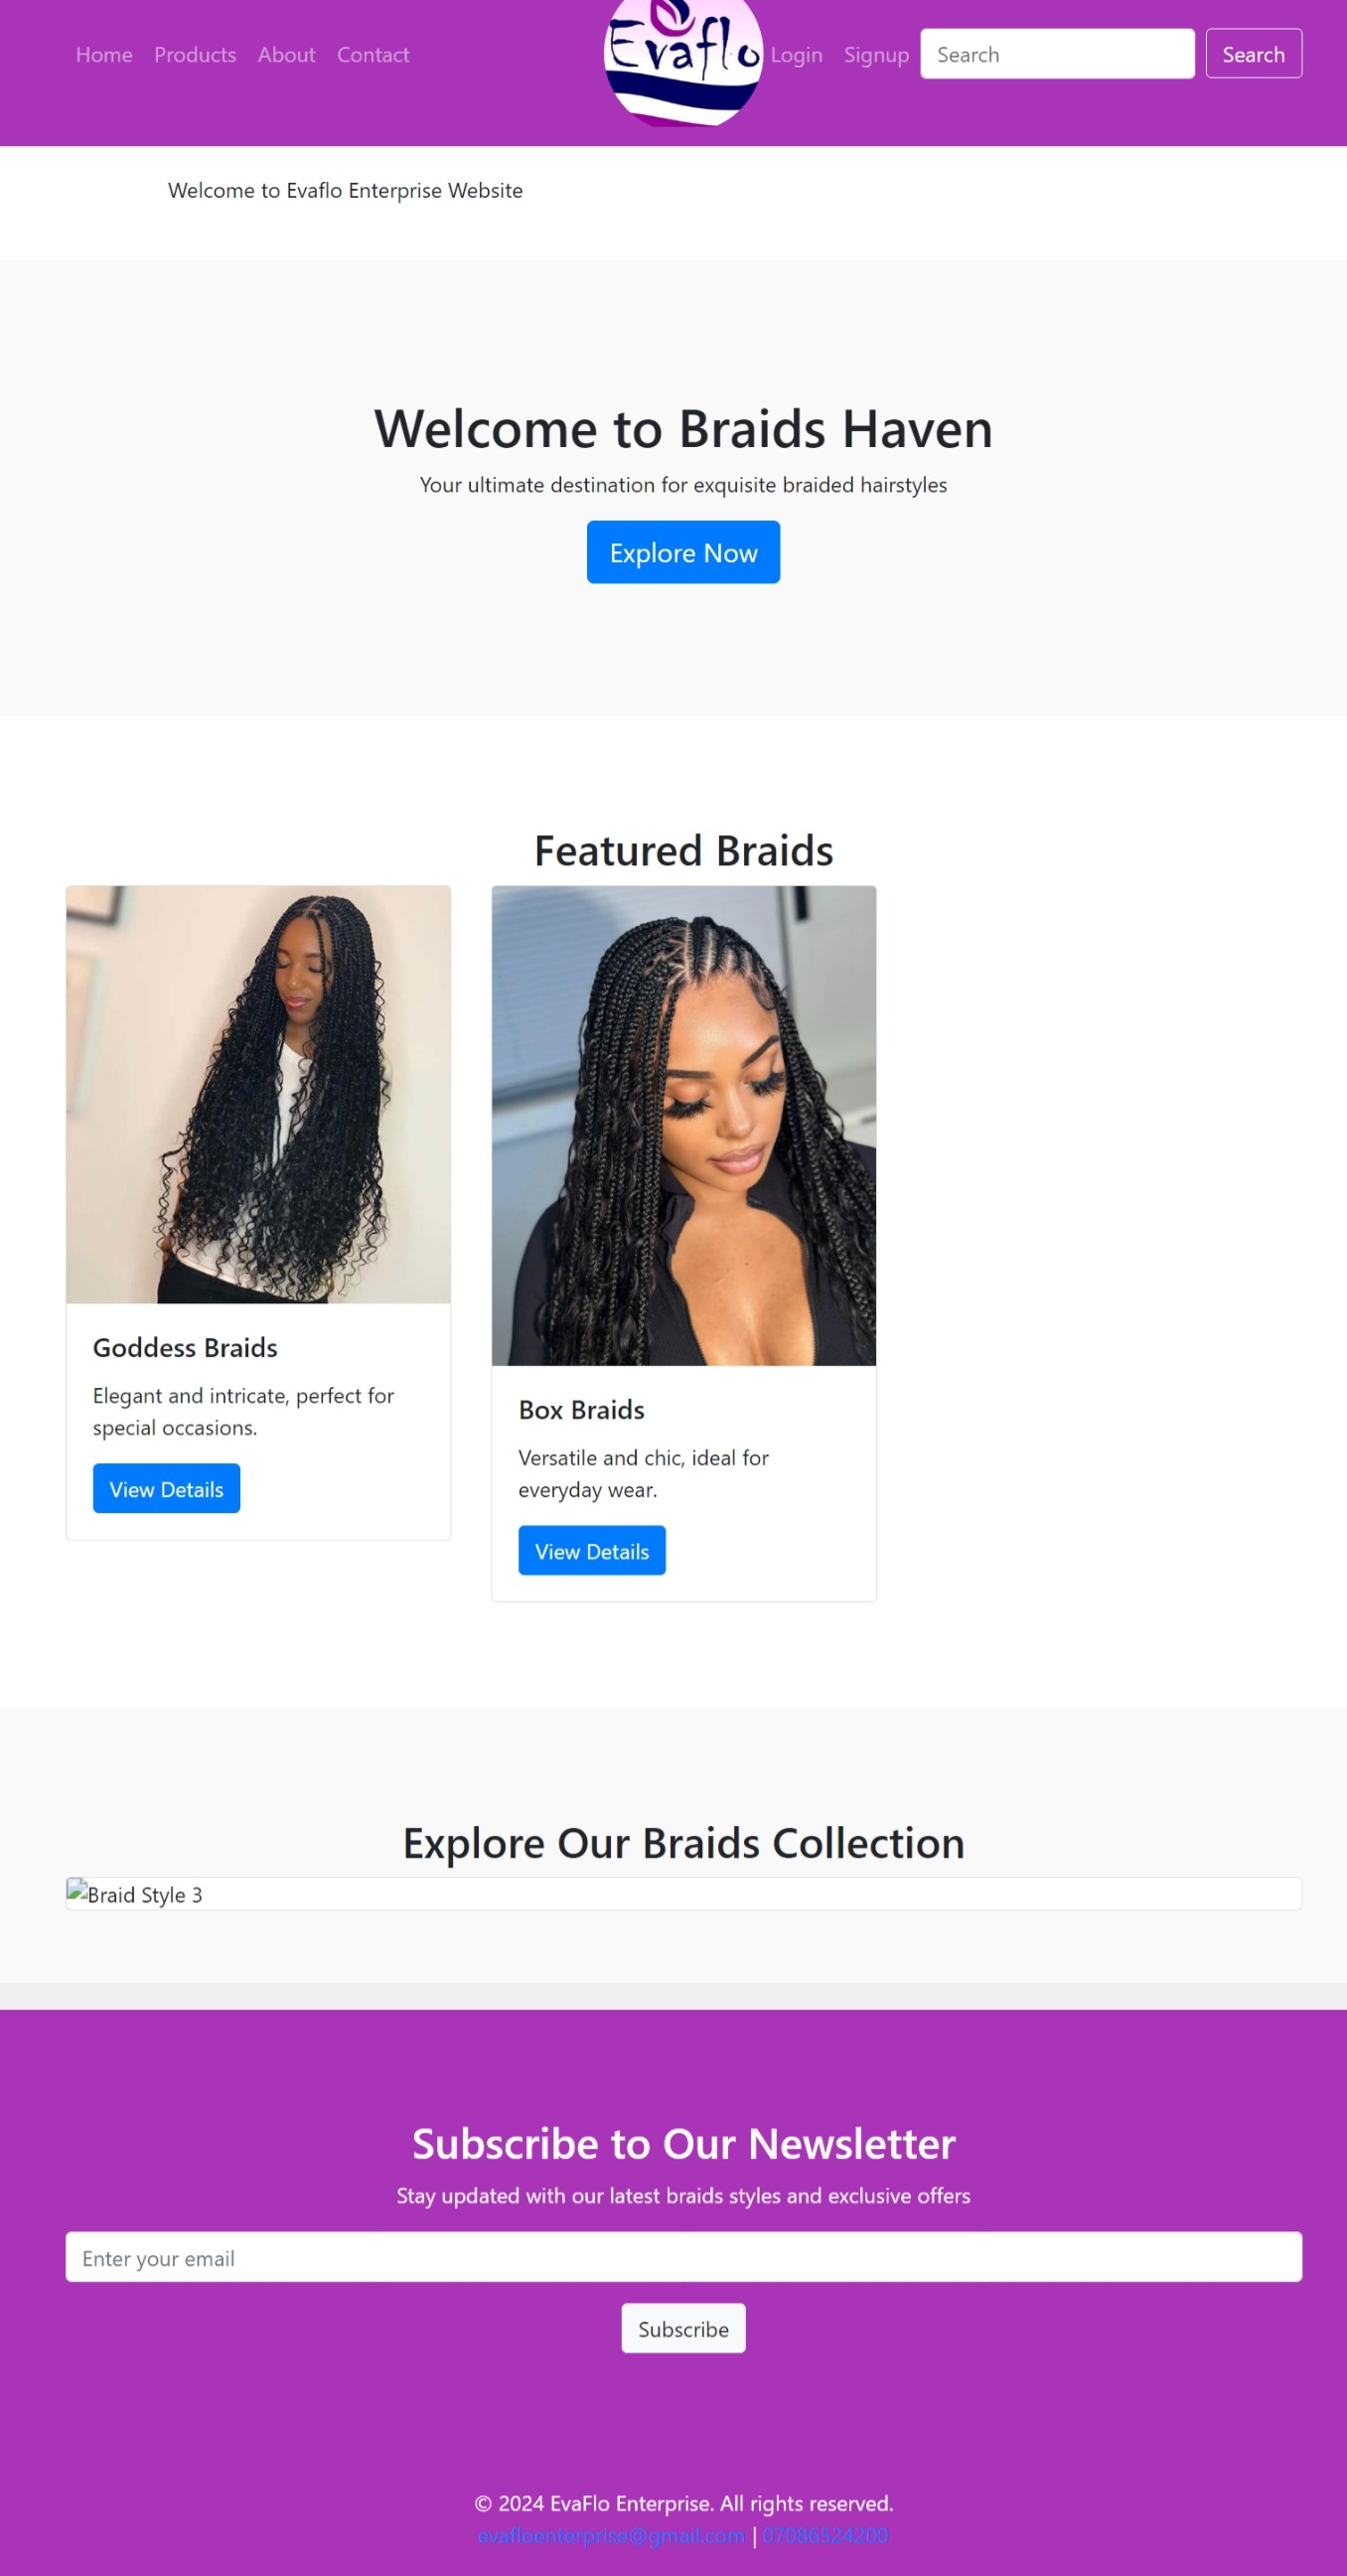 Home Products About Contact Evaflo Login Signup Search Search
Welcome to Evaflo Enterprise Website
Welcome to Braids Haven
Your ultimate destination for exquisite braided hairstyles
Explore Now
Featured Braids
Goddess Braids
Elegant and intricate, perfect for
special occasions.
View Details
Box Braids
Versatile and chic, ideal for
everyday wear.
View Details
Explore Our Braids Collection
Braid Style 3
Subscribe to Our Newsletter
Stay updated with our latest braids styles and exclusive offers
Enter your email
Subscribe
© 2024 EvaFlo Enterprise. All rights reserved.
evafloenterprise@gmail.com | 07086524200